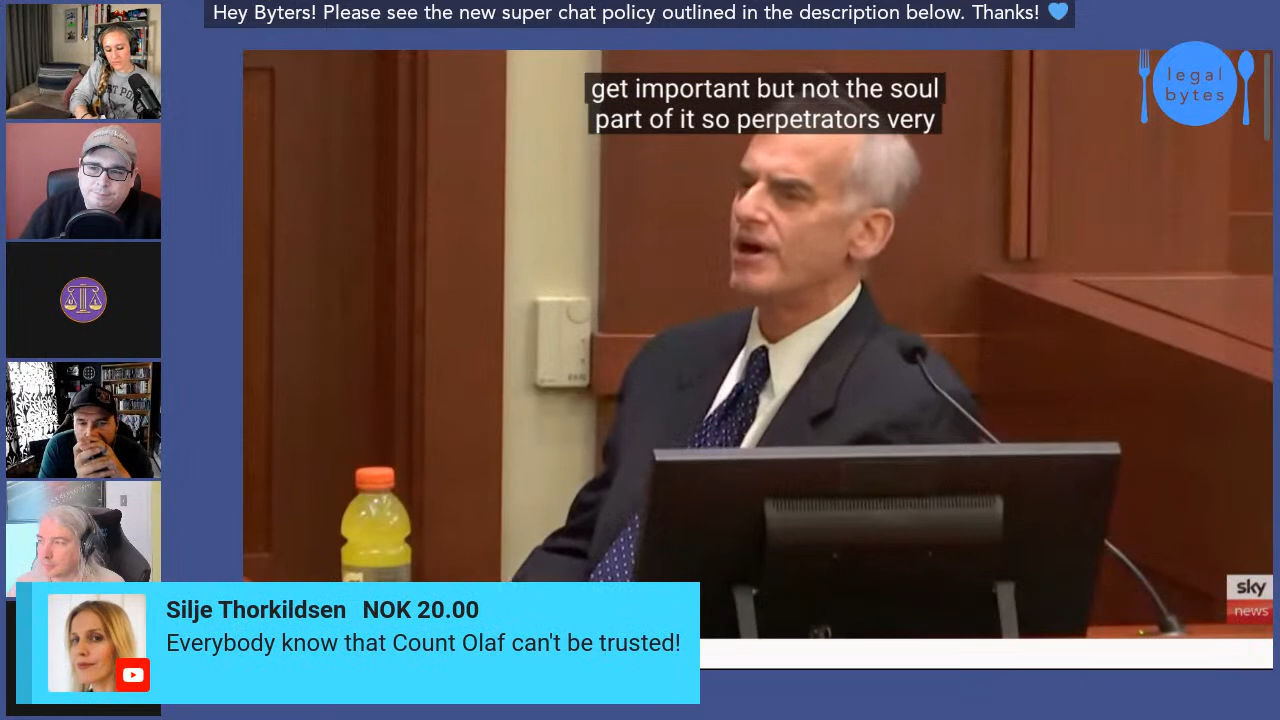 Hey Byters! Please see the new super chat policy outlined in the description below. Thanks! 💙
legal
bytes
get important but not the soul
part of it so perpetrators very
sky
news
Silje Thorkildsen NOK 20.00
Everybody know that Count Olaf can't be trusted!